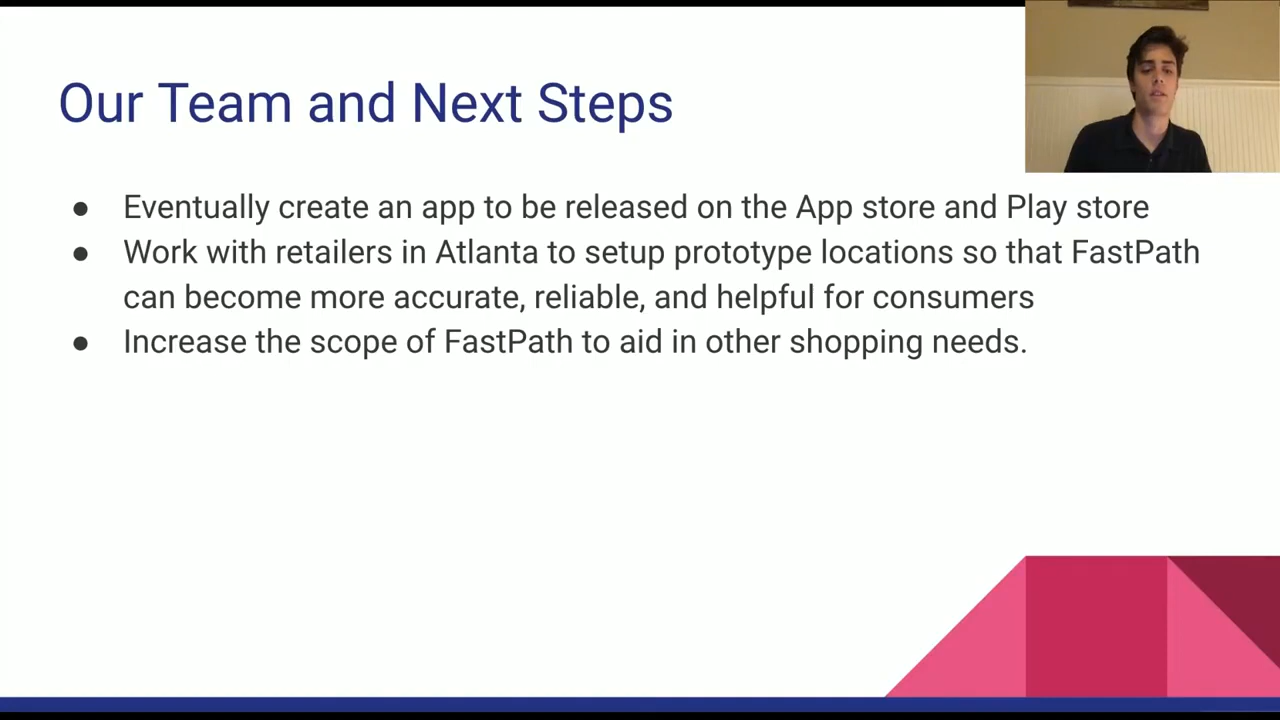 Our Team and Next Steps
● Eventually create an app to be released on the App store and Play store
● Work with retailers in Atlanta to setup prototype locations so that FastPath
can become more accurate, reliable, and helpful for consumers
● Increase the scope of FastPath to aid in other shopping needs.